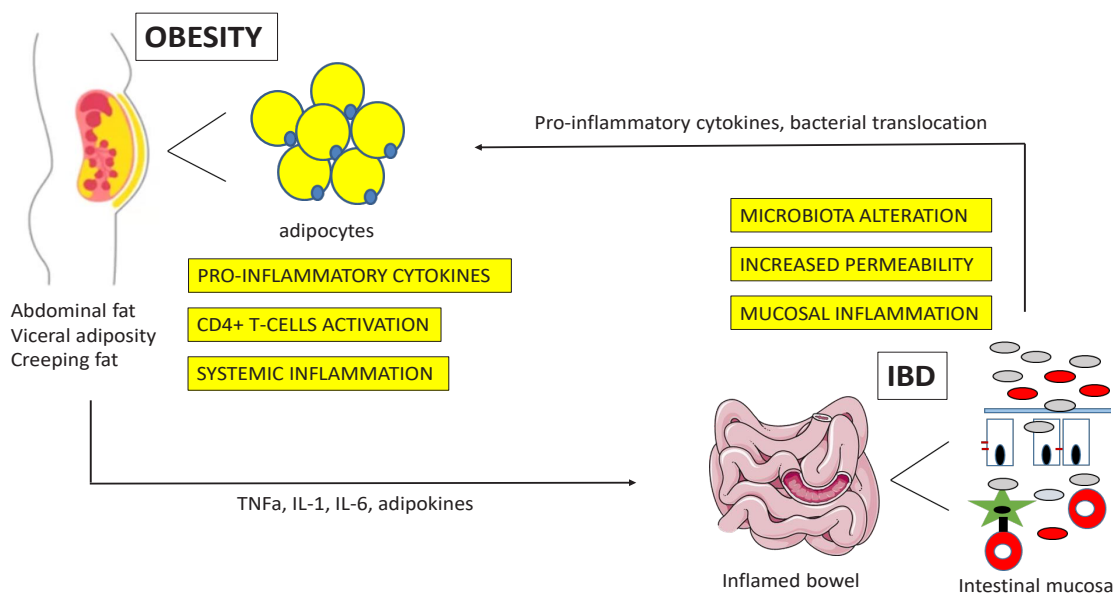 OBESITY
Pro-inflammatory cytokines, bacterial translocation
adipocytes
MICROBIOTA ALTERATION
INCREASED PERMEABILITY
MUCOSAL INFLAMMATION
PRO-INFLAMMATORY CYTOKINES
CD4+ T-CELLS ACTIVATION
SYSTEMIC INFLAMMATION
Abdominal fat
Viceral adiposity
Creeping fat
IBD
TNFa, IL-1, IL-6, adipokines
Inflamed bowel
Intestinal mucosa